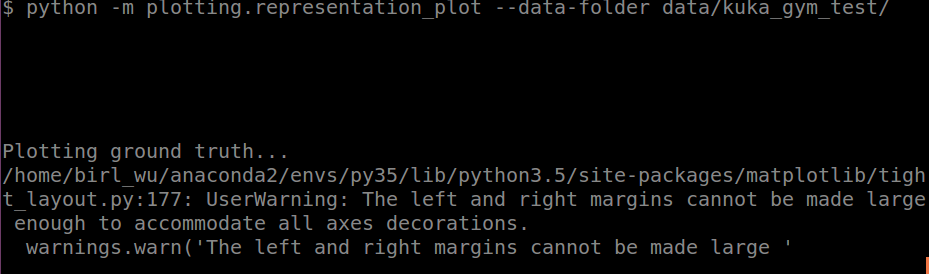 $ python -m plotting.representation_plot --data-folder data/kuka_gym_test/
Plotting ground truth...
/home/birl_wu/anaconda2/envs/py35/lib/python3.5/site-packages/matplotlib/tigh
t_layout.py:177: UserWarning: The left and right margins cannot be made large
 enough to accommodate all axes decorations.
  warnings.warn('The left and right margins cannot be made large '